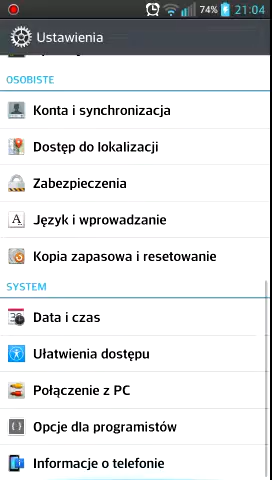 74% 21:04
Ustawienia
OSOBISTE
Konta i synchronizacja
Dostęp do lokalizacji
Zabezpieczenia
Język i wprowadzanie
Kopia zapasowa i resetowanie
SYSTEM
Data i czas
Ułatwienia dostępu
Połączenie z PC
Opcje dla programistów
Informacje o telefonie